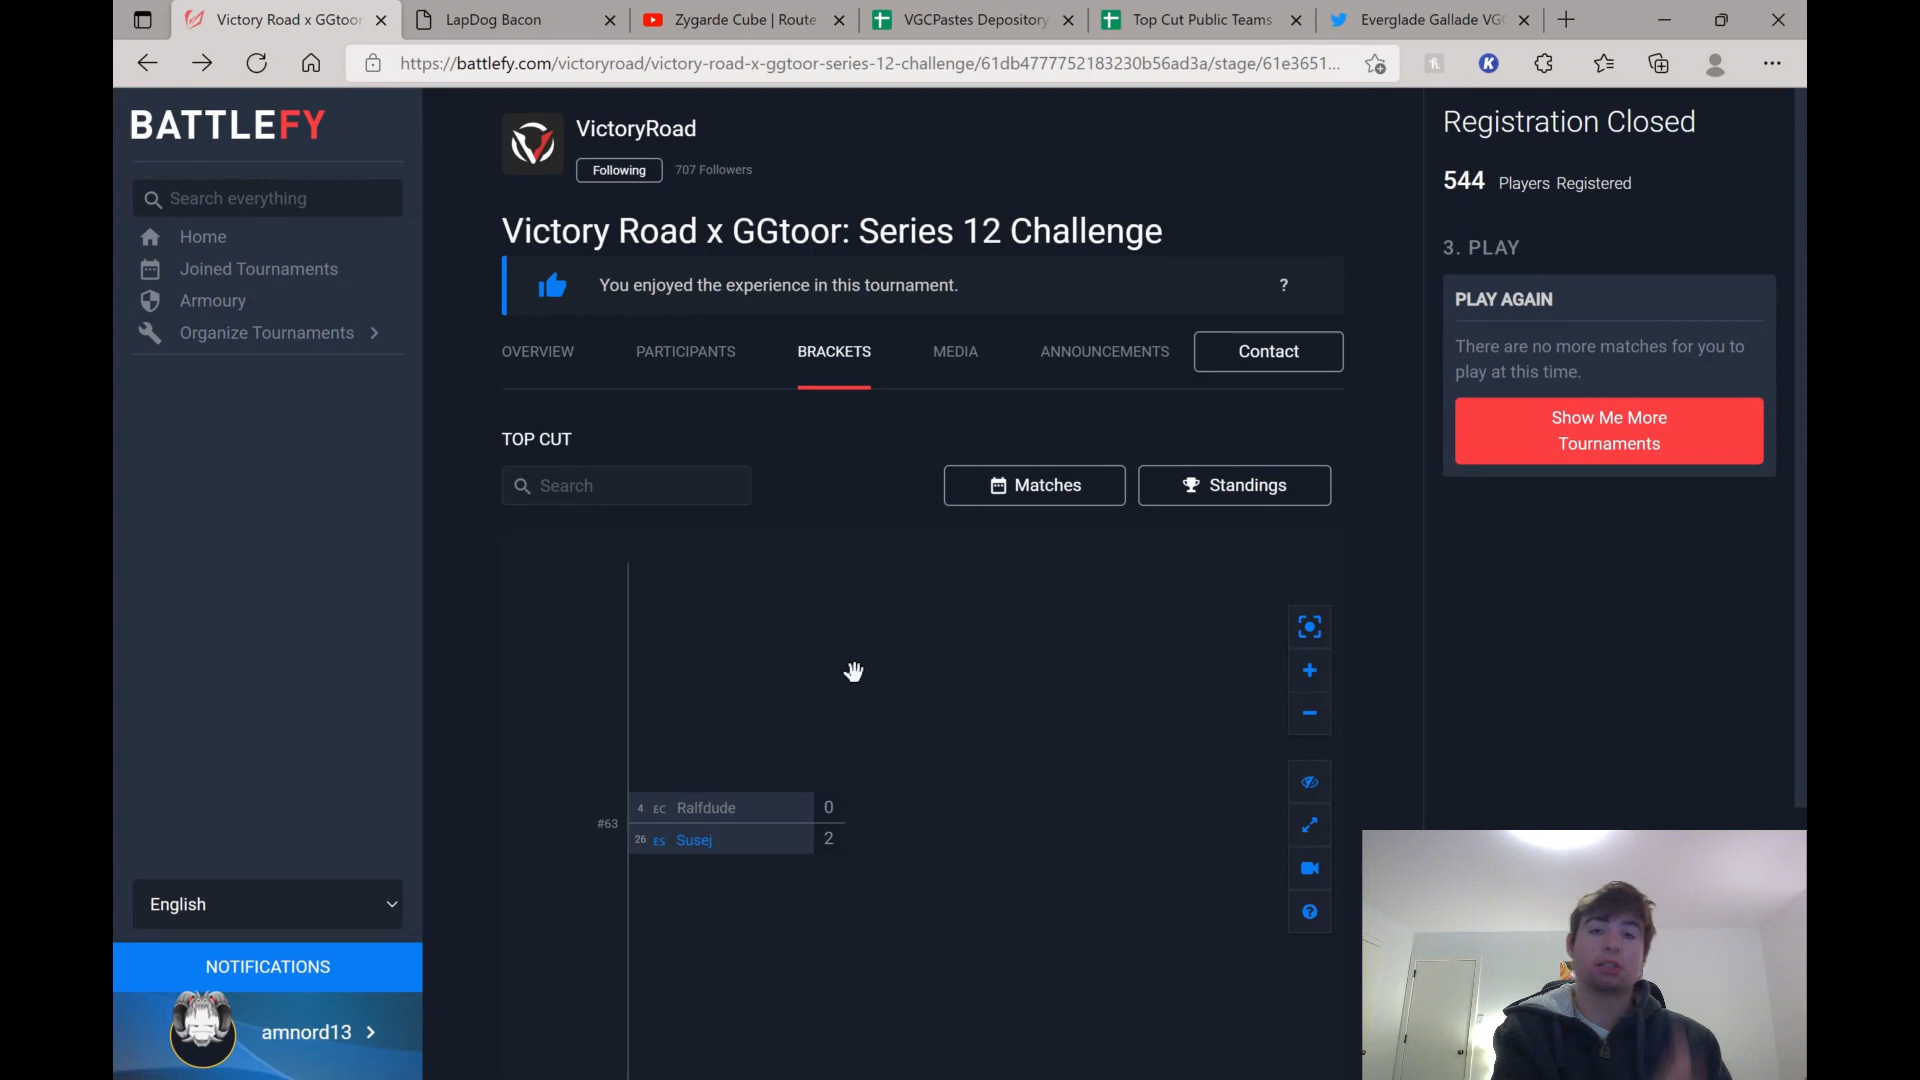 Victory Road x GGtoor
LapDog Bacon
Zygarde Cube | Route
VGCPastes Depository
Top Cut Public Teams
Everglade Gallade VGC
https://battlefy.com/victoryroad/victory-road-x-ggtoor-series-12-challenge/61db4777752183230b56ad3a/stage/61e3651...
BATTLEFY
Search everything
Home
Joined Tournaments
Armoury
Organize Tournaments
English
NOTIFICATIONS
amnord13
VictoryRoad
Following
707 Followers
Victory Road x GGtoor: Series 12 Challenge
You enjoyed the experience in this tournament.
?
OVERVIEW
PARTICIPANTS
BRACKETS
MEDIA
ANNOUNCEMENTS
Contact
TOP CUT
Search
Matches
Standings
#63
4 EC Ralfdude 0
26 ES Susej 2
Registration Closed
544 Players Registered
3. PLAY
PLAY AGAIN
There are no more matches for you to
play at this time.
Show Me More
Tournaments